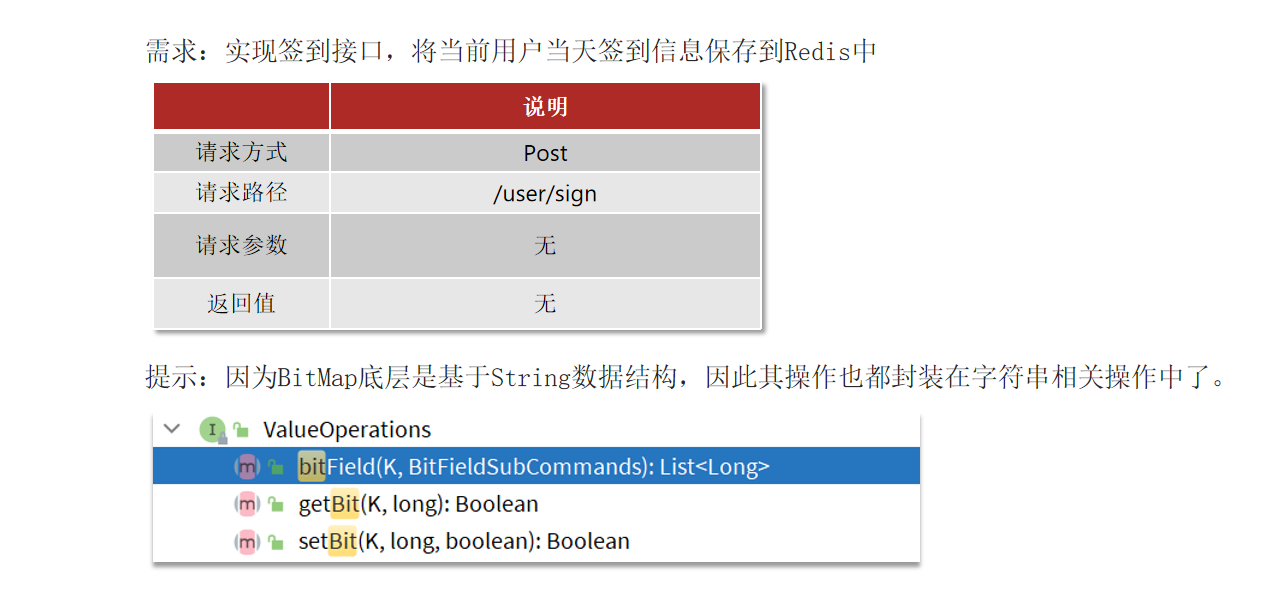 需求：实现签到接口，将当前用户当天签到信息保存到Redis中
说明
请求方式 Post
请求路径 /user/sign
请求参数 无
返回值 无
提示：因为BitMap底层是基于String数据结构，因此其操作也都封装在字符串相关操作中了。
I ValueOperations
m bitField(K, BitFieldSubCommands): List<Long>
m getBit(K, long): Boolean
m setBit(K, long, boolean): Boolean